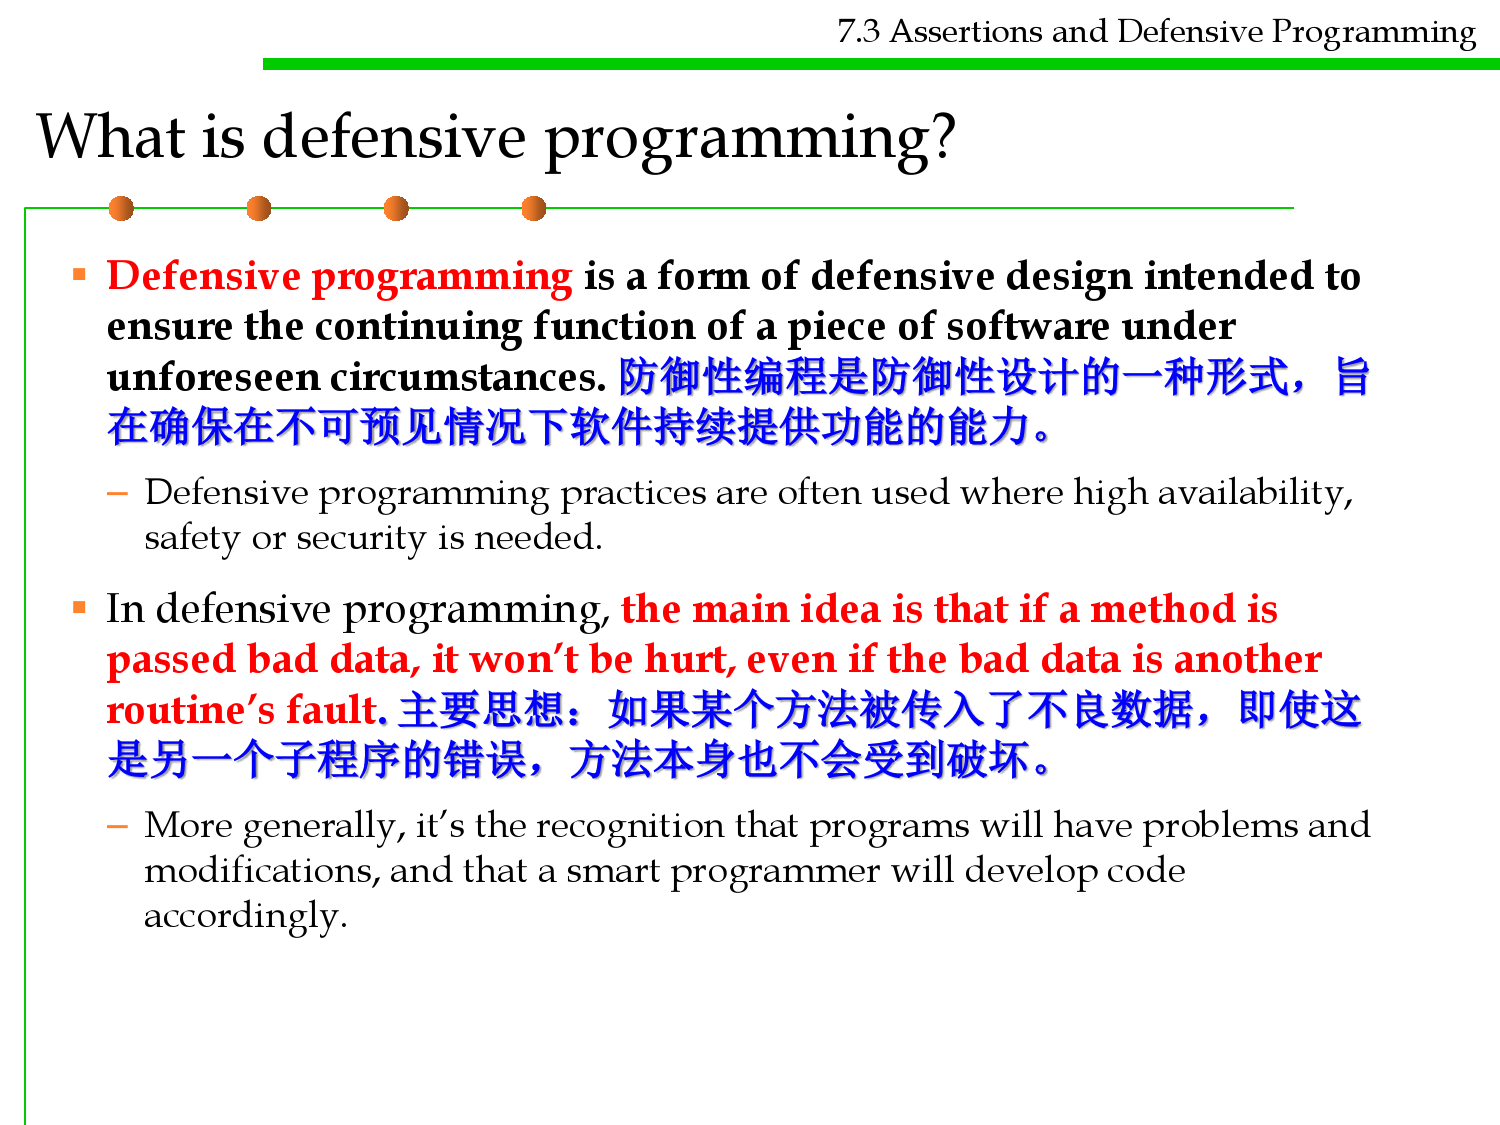 7.3 Assertions and Defensive Programming
What is defensive programming?
Defensive programming is a form of defensive design intended to
ensure the continuing function of a piece of software under
unforeseen circumstances. 防御性编程是防御性设计的一种形式，旨
在确保在不可预见情况下软件持续提供功能的能力。
– Defensive programming practices are often used where high availability,
safety or security is needed.
In defensive programming, the main idea is that if a method is
passed bad data, it won’t be hurt, even if the bad data is another
routine’s fault. 主要思想：如果某个方法被传入了不良数据，即使这
是另一个子程序的错误，方法本身也不会受到破坏。
– More generally, it’s the recognition that programs will have problems and
modifications, and that a smart programmer will develop code
accordingly.